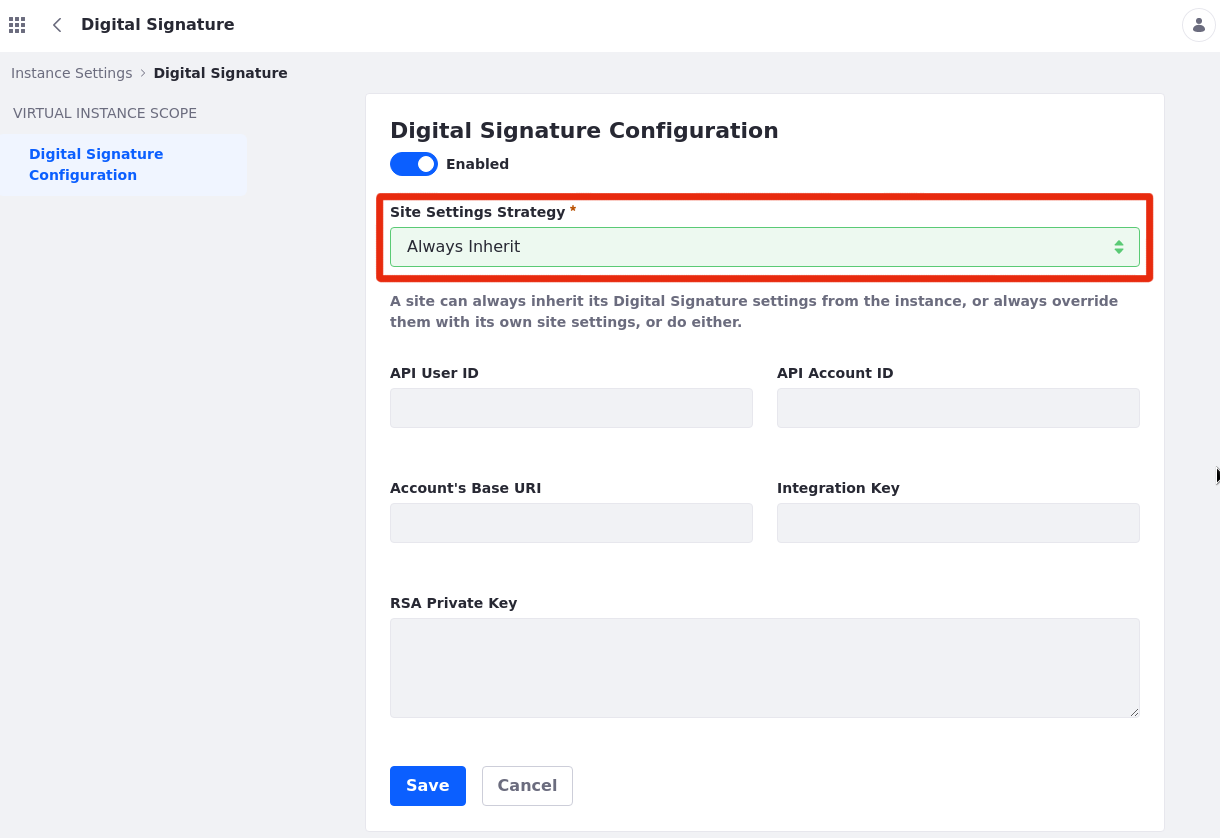 Digital Signature
Instance Settings › Digital Signature
VIRTUAL INSTANCE SCOPE
Digital Signature
Configuration
Digital Signature Configuration
Enabled
Site Settings Strategy *
Always Inherit
A site can always inherit its Digital Signature settings from the instance, or always override
them with its own site settings, or do either.
API User ID
API Account ID
Account's Base URI
Integration Key
RSA Private Key
Save
Cancel